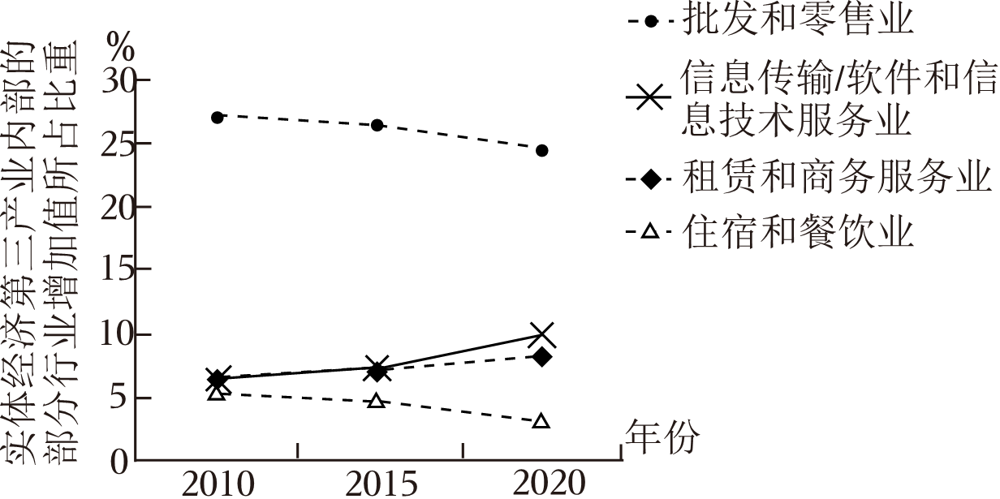 实体经济第三产业内部的
部分行业增加值所占比重
%
30
25
20
15
10
5
0
2010
2015
2020
年份
批发和零售业
信息传输/软件和信
息技术服务业
租赁和商务服务业
住宿和餐饮业